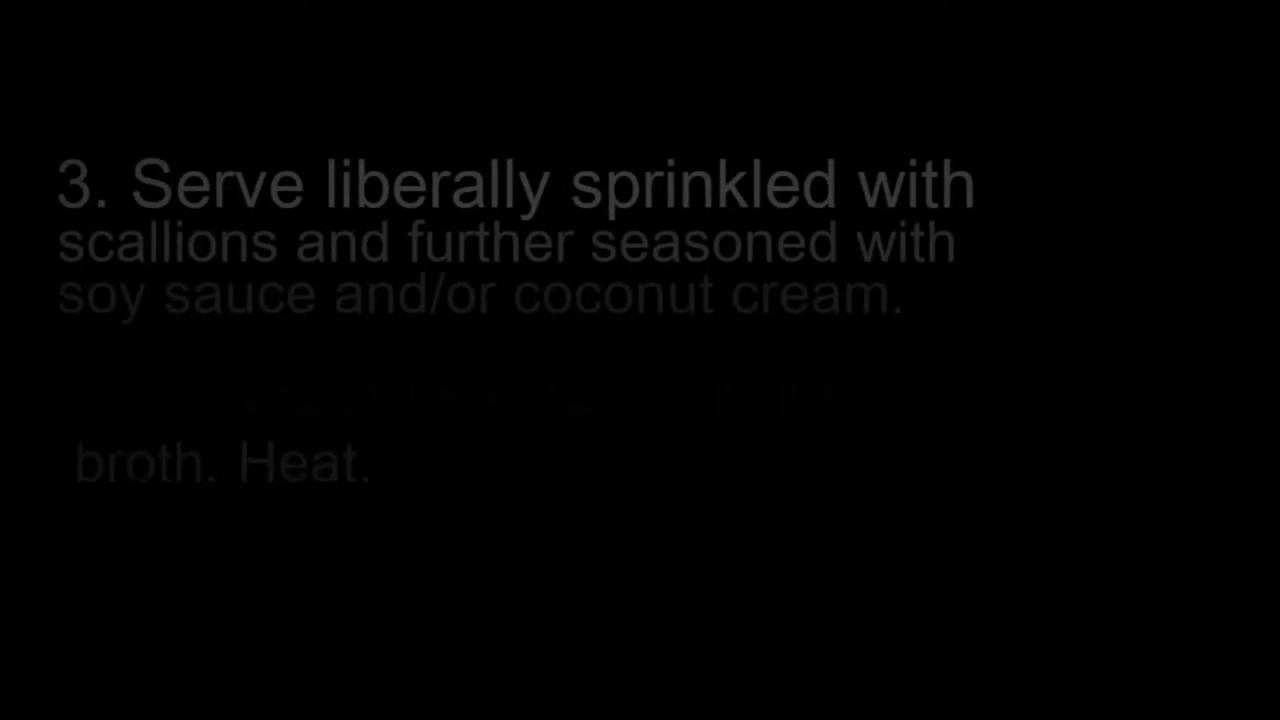 3. Serve liberally sprinkled with
scallions and further seasoned with
soy sauce and/or coconut cream.
broth. Heat.